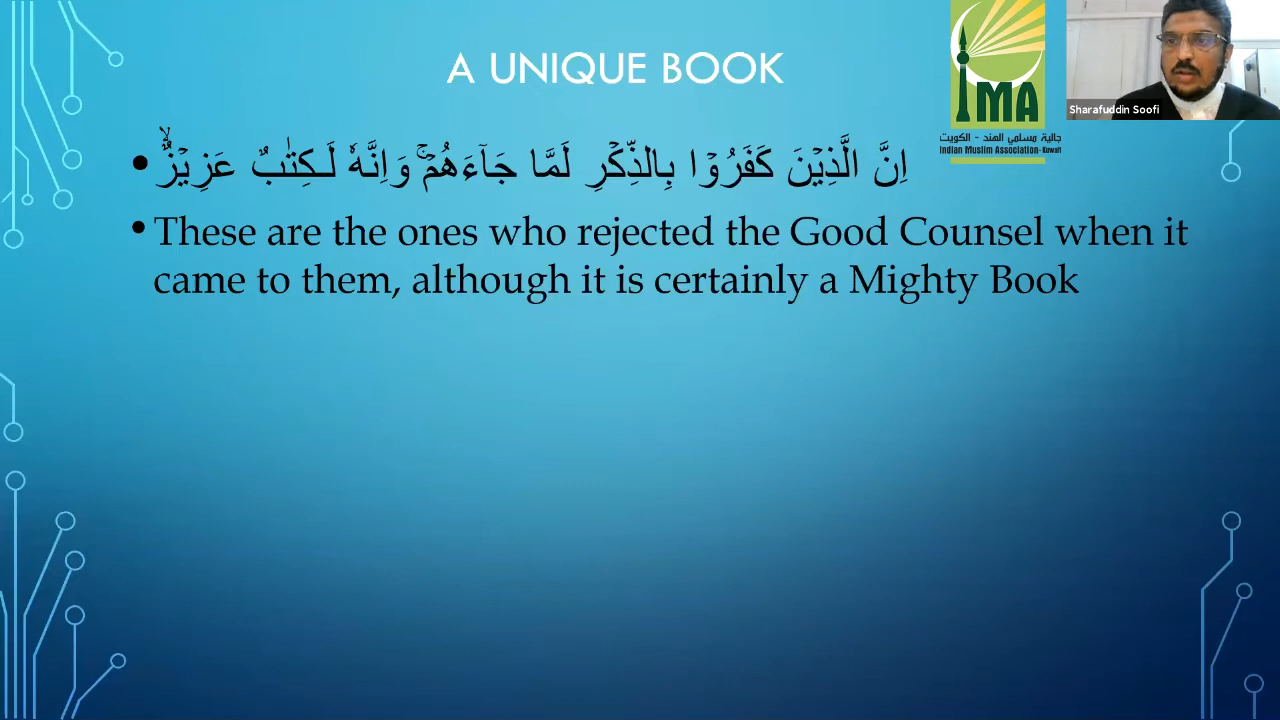 A UNIQUE BOOK
اِنَّ الَّذِيۡنَ كَفَرُوۡا بِالذِّكۡرِ لَمَّا جَآءَهُمۡ‌ۚ وَاِنَّهٗ لَـكِتٰبٌ عَزِيۡزٌۙ
These are the ones who rejected the Good Counsel when it
came to them, although it is certainly a Mighty Book
IMA
جالية مسلمي الهند - الكويت
Indian Muslim Association-Kuwait
Sharafuddin Soofi